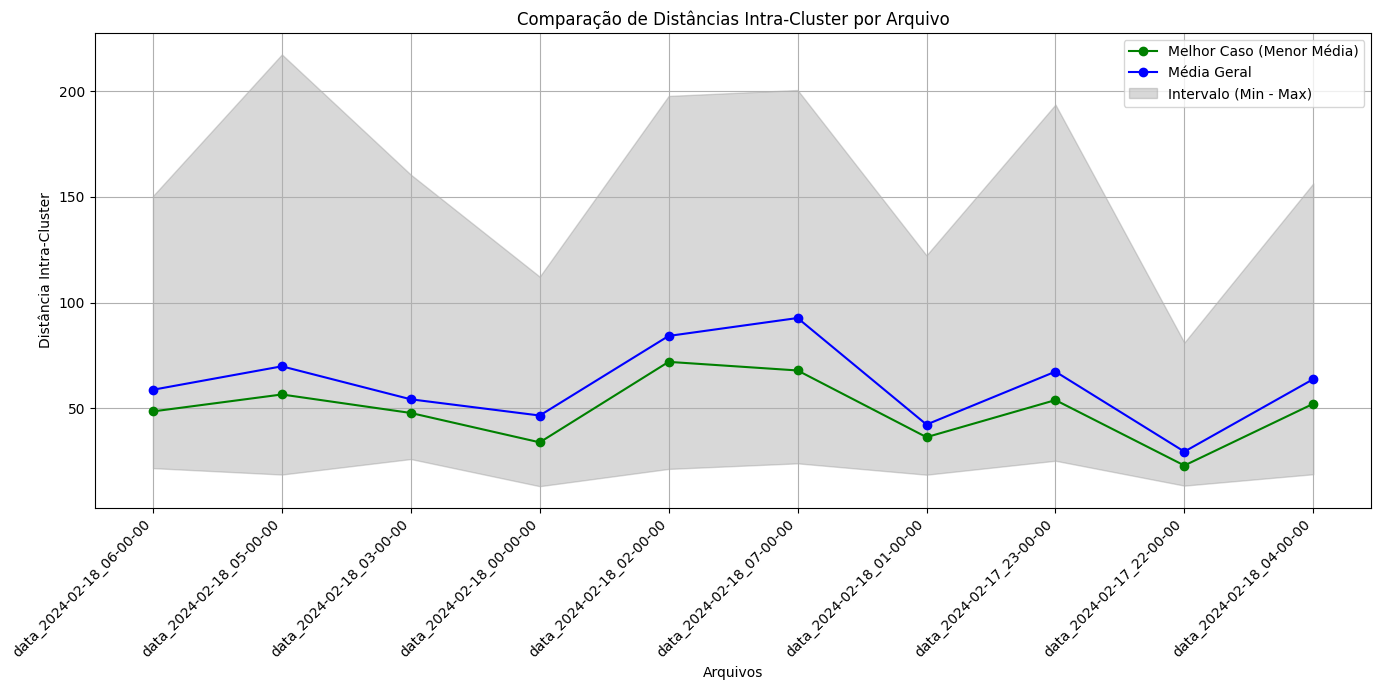 Comparação de Distâncias Intra-Cluster por Arquivo
Melhor Caso (Menor Média)
Média Geral
Intervalo (Min - Max)
Distância Intra-Cluster
200
150
100
50
data_2024-02-18_06-00-00
data_2024-02-18_05-00-00
data_2024-02-18_03-00-00
data_2024-02-18_00-00-00
data_2024-02-18_02-00-00
data_2024-02-18_07-00-00
data_2024-02-18_01-00-00
data_2024-02-17_23-00-00
data_2024-02-17_22-00-00
data_2024-02-18_04-00-00
Arquivos